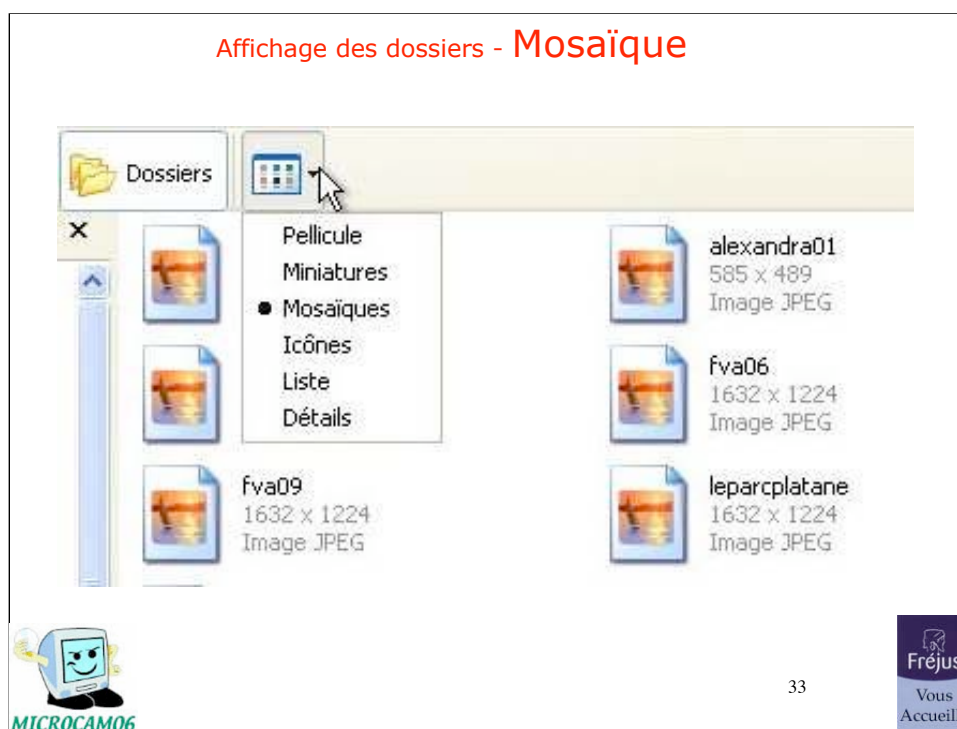 Affichage des dossiers - Mosaïque
Dossiers
Pellicule
Miniatures
Mosaïques
Icônes
Liste
Détails
alexandra01
585 x 489
Image JPEG
fva06
1632 x 1224
Image JPEG
fva09
1632 x 1224
Image JPEG
leparcplatane
1632 x 1224
Image JPEG
MICROCAM06
33
Fréjus
Vous